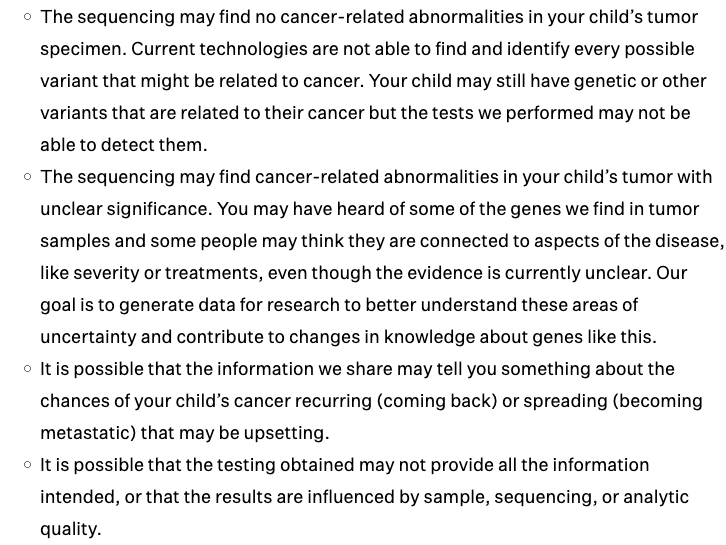 ○ The sequencing may find no cancer-related abnormalities in your child’s tumor
specimen. Current technologies are not able to find and identify every possible
variant that might be related to cancer. Your child may still have genetic or other
variants that are related to their cancer but the tests we performed may not be
able to detect them.
○ The sequencing may find cancer-related abnormalities in your child’s tumor with
unclear significance. You may have heard of some of the genes we find in tumor
samples and some people may think they are connected to aspects of the disease,
like severity or treatments, even though the evidence is currently unclear. Our
goal is to generate data for research to better understand these areas of
uncertainty and contribute to changes in knowledge about genes like this.
○ It is possible that the information we share may tell you something about the
chances of your child’s cancer recurring (coming back) or spreading (becoming
metastatic) that may be upsetting.
○ It is possible that the testing obtained may not provide all the information
intended, or that the results are influenced by sample, sequencing, or analytic
quality.